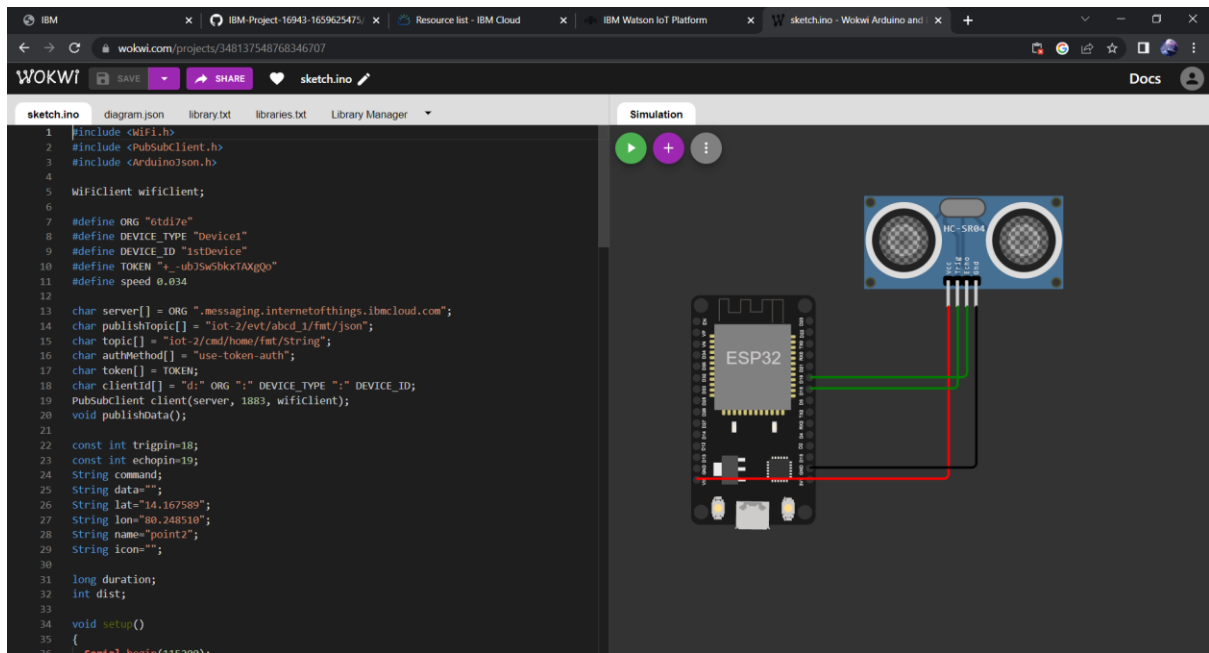 IBM
IBM-Project-16943-1659625475/
Resource list - IBM Cloud
IBM Watson IoT Platform
sketch.ino - Wokwi Arduino and
wokwi.com/projects/348137548768346707
WOKWI
SAVE
SHARE
sketch.ino
Docs
sketch.ino
diagram.json
library.txt
libraries.txt
Library Manager
Simulation
1 #include <WiFi.h>
2 #include <PubSubClient.h>
3 #include <ArduinoJson.h>
4
5 WiFiClient wifiClient;
6
7 #define ORG "6tdi7e"
8 #define DEVICE_TYPE "Device1"
9 #define DEVICE_ID "1stDevice"
10 #define TOKEN "+_-ubJSw5bkxTAXgQo"
11 #define speed 0.034
12
13 char server[] = ORG ".messaging.internetofthings.ibmcloud.com";
14 char publishTopic[] = "iot-2/evt/abcd_1/fmt/json";
15 char topic[] = "iot-2/cmd/home/fmt/String";
16 char authMethod[] = "use-token-auth";
17 char token[] = TOKEN;
18 char clientId[] = "d:" ORG ":" DEVICE_TYPE ":" DEVICE_ID;
19 PubSubClient client(server, 1883, wifiClient);
20 void publishData();
21
22 const int trigpin=18;
23 const int echopin=19;
24 String command;
25 String data="";
26 String lat="14.167589";
27 String lon="80.248510";
28 String name="point2";
29 String icon="";
30
31 long duration;
32 int dist;
33
34 void setup()
35 {
HC-SR04
Vcc
Trig
Echo
Gnd
ESP32